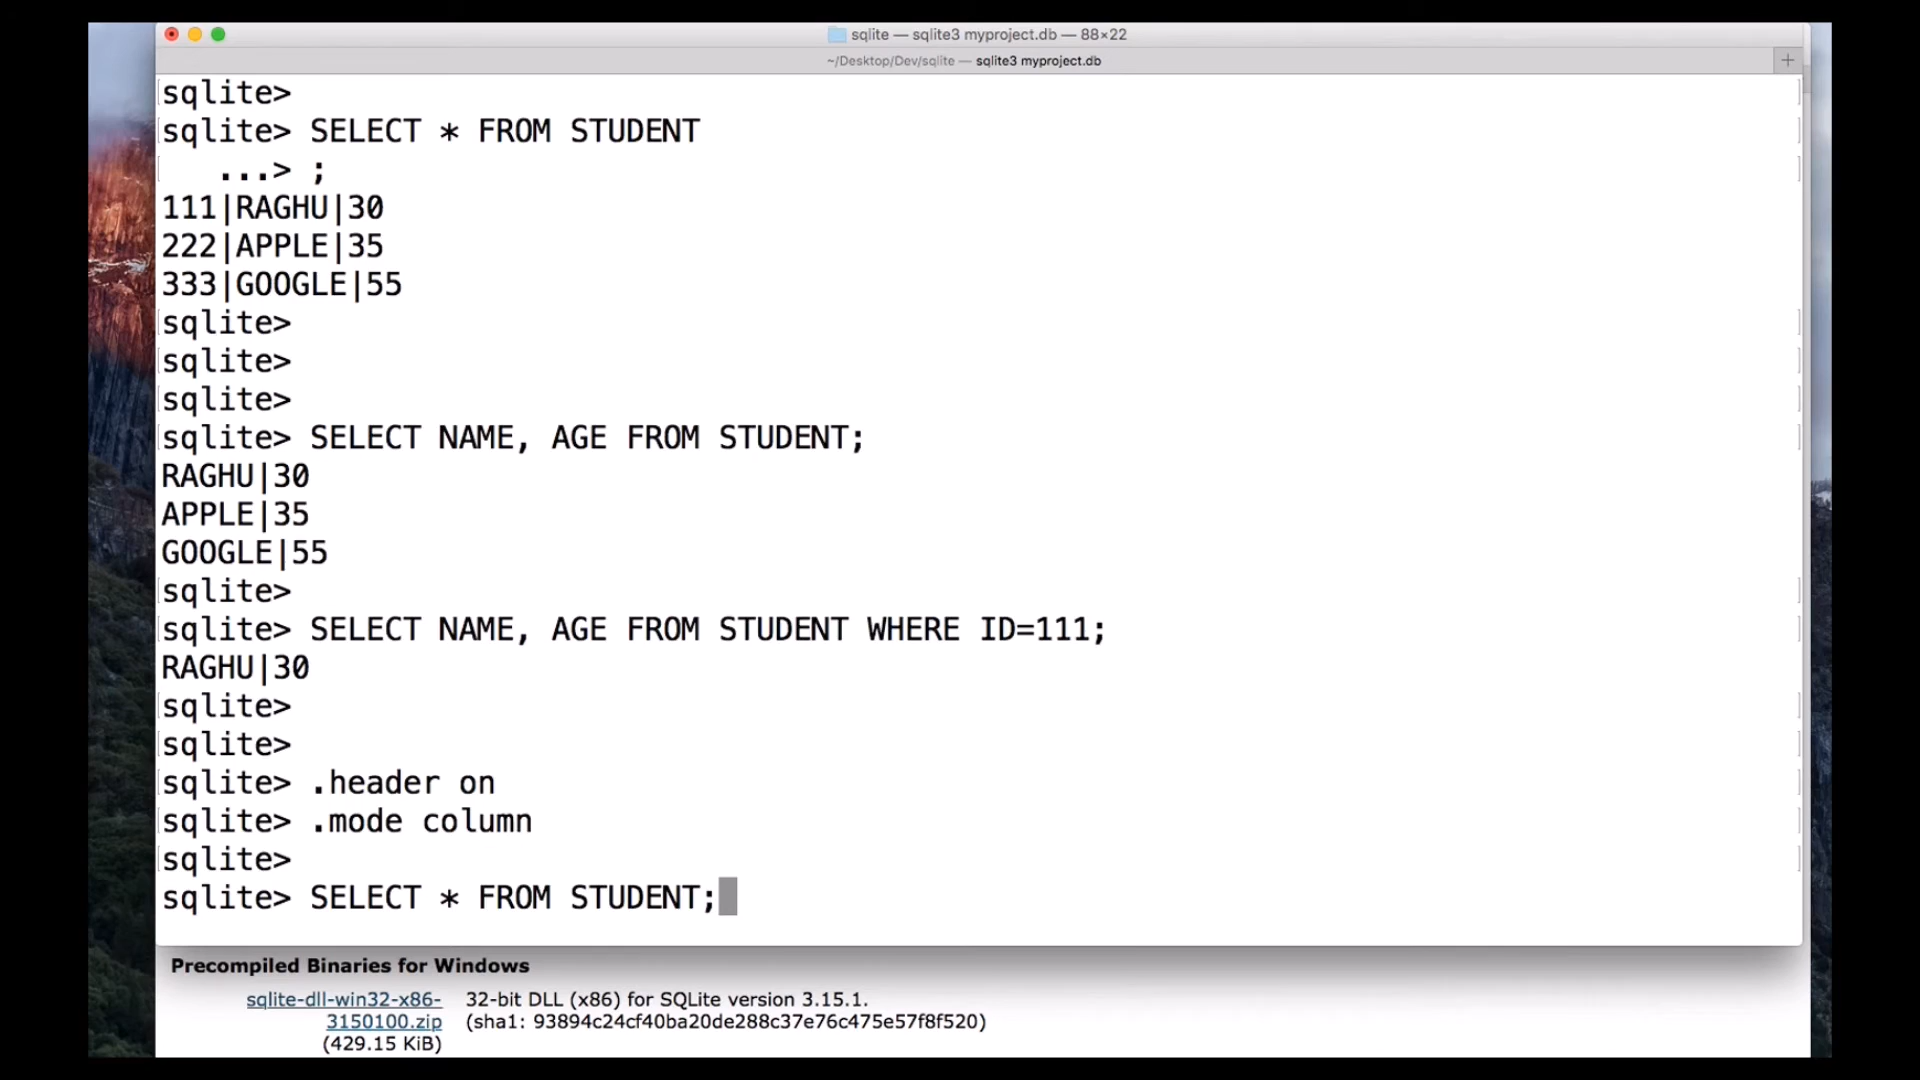 sqlite — sqlite3 myproject.db — 88×22
~/Desktop/Dev/sqlite — sqlite3 myproject.db
sqlite>
sqlite> SELECT * FROM STUDENT
...> ;
111|RAGHU|30
222|APPLE|35
333|GOOGLE|55
sqlite>
sqlite>
sqlite>
sqlite> SELECT NAME, AGE FROM STUDENT;
RAGHU|30
APPLE|35
GOOGLE|55
sqlite>
sqlite> SELECT NAME, AGE FROM STUDENT WHERE ID=111;
RAGHU|30
sqlite>
sqlite>
sqlite> .header on
sqlite> .mode column
sqlite>
sqlite> SELECT * FROM STUDENT;
Precompiled Binaries for Windows
sqlite-dll-win32-x86- 32-bit DLL (x86) for SQLite version 3.15.1.
3150100.zip (sha1: 93894c24cf40ba20de288c37e76c475e57f8f520)
(429.15 KiB)